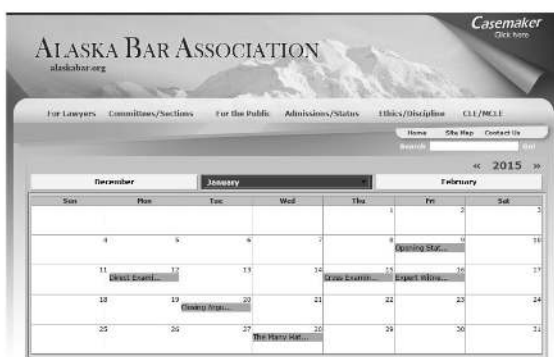 Casemaker
Click here
ALASKA BAR ASSOCIATION
alaskabar.org
For Lawyers Committees/Sections For the Public Admissions/Status Ethics/Discipline CLE/MCLE
Home Site Map Contact Us
Search Go!
« 2015 »
December January February
Sun Mon Tue Wed Thu Fri Sat
1 2 3
4 5 6 7 8 9 10
Opening Stat...
11 12 13 14 15 16 17
Direct Exami... Cross Examin... Expert Witne...
18 19 20 21 22 23 24
Closing Argu...
25 26 27 28 29 30 31
The Many Hat...